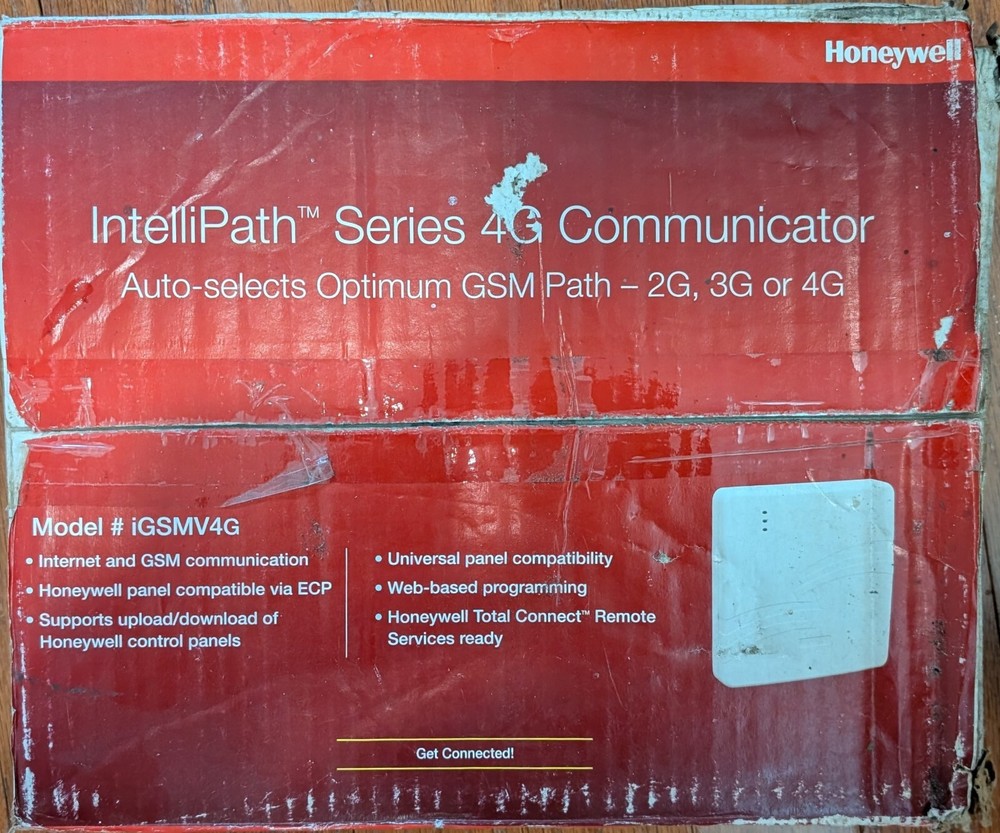 Honeywell
IntelliPath™ Series 4G Communicator
Auto-selects Optimum GSM Path – 2G, 3G or 4G
Model # iGSMV4G
• Internet and GSM communication
• Honeywell panel compatible via ECP
• Supports upload/download of
Honeywell control panels
• Universal panel compatibility
• Web-based programming
• Honeywell Total Connect™ Remote
Services ready
Get Connected!